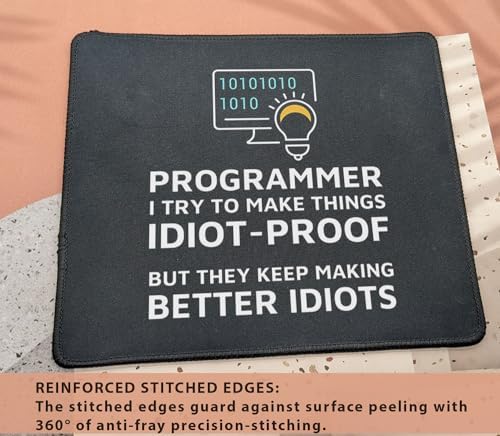 10101010
1010
PROGRAMMER
I TRY TO MAKE THINGS
IDIOT-PROOF
BUT THEY KEEP MAKING
BETTER IDIOTS
REINFORCED STITCHED EDGES:
The stitched edges guard against surface peeling with
360° of anti-fray precision-stitching.